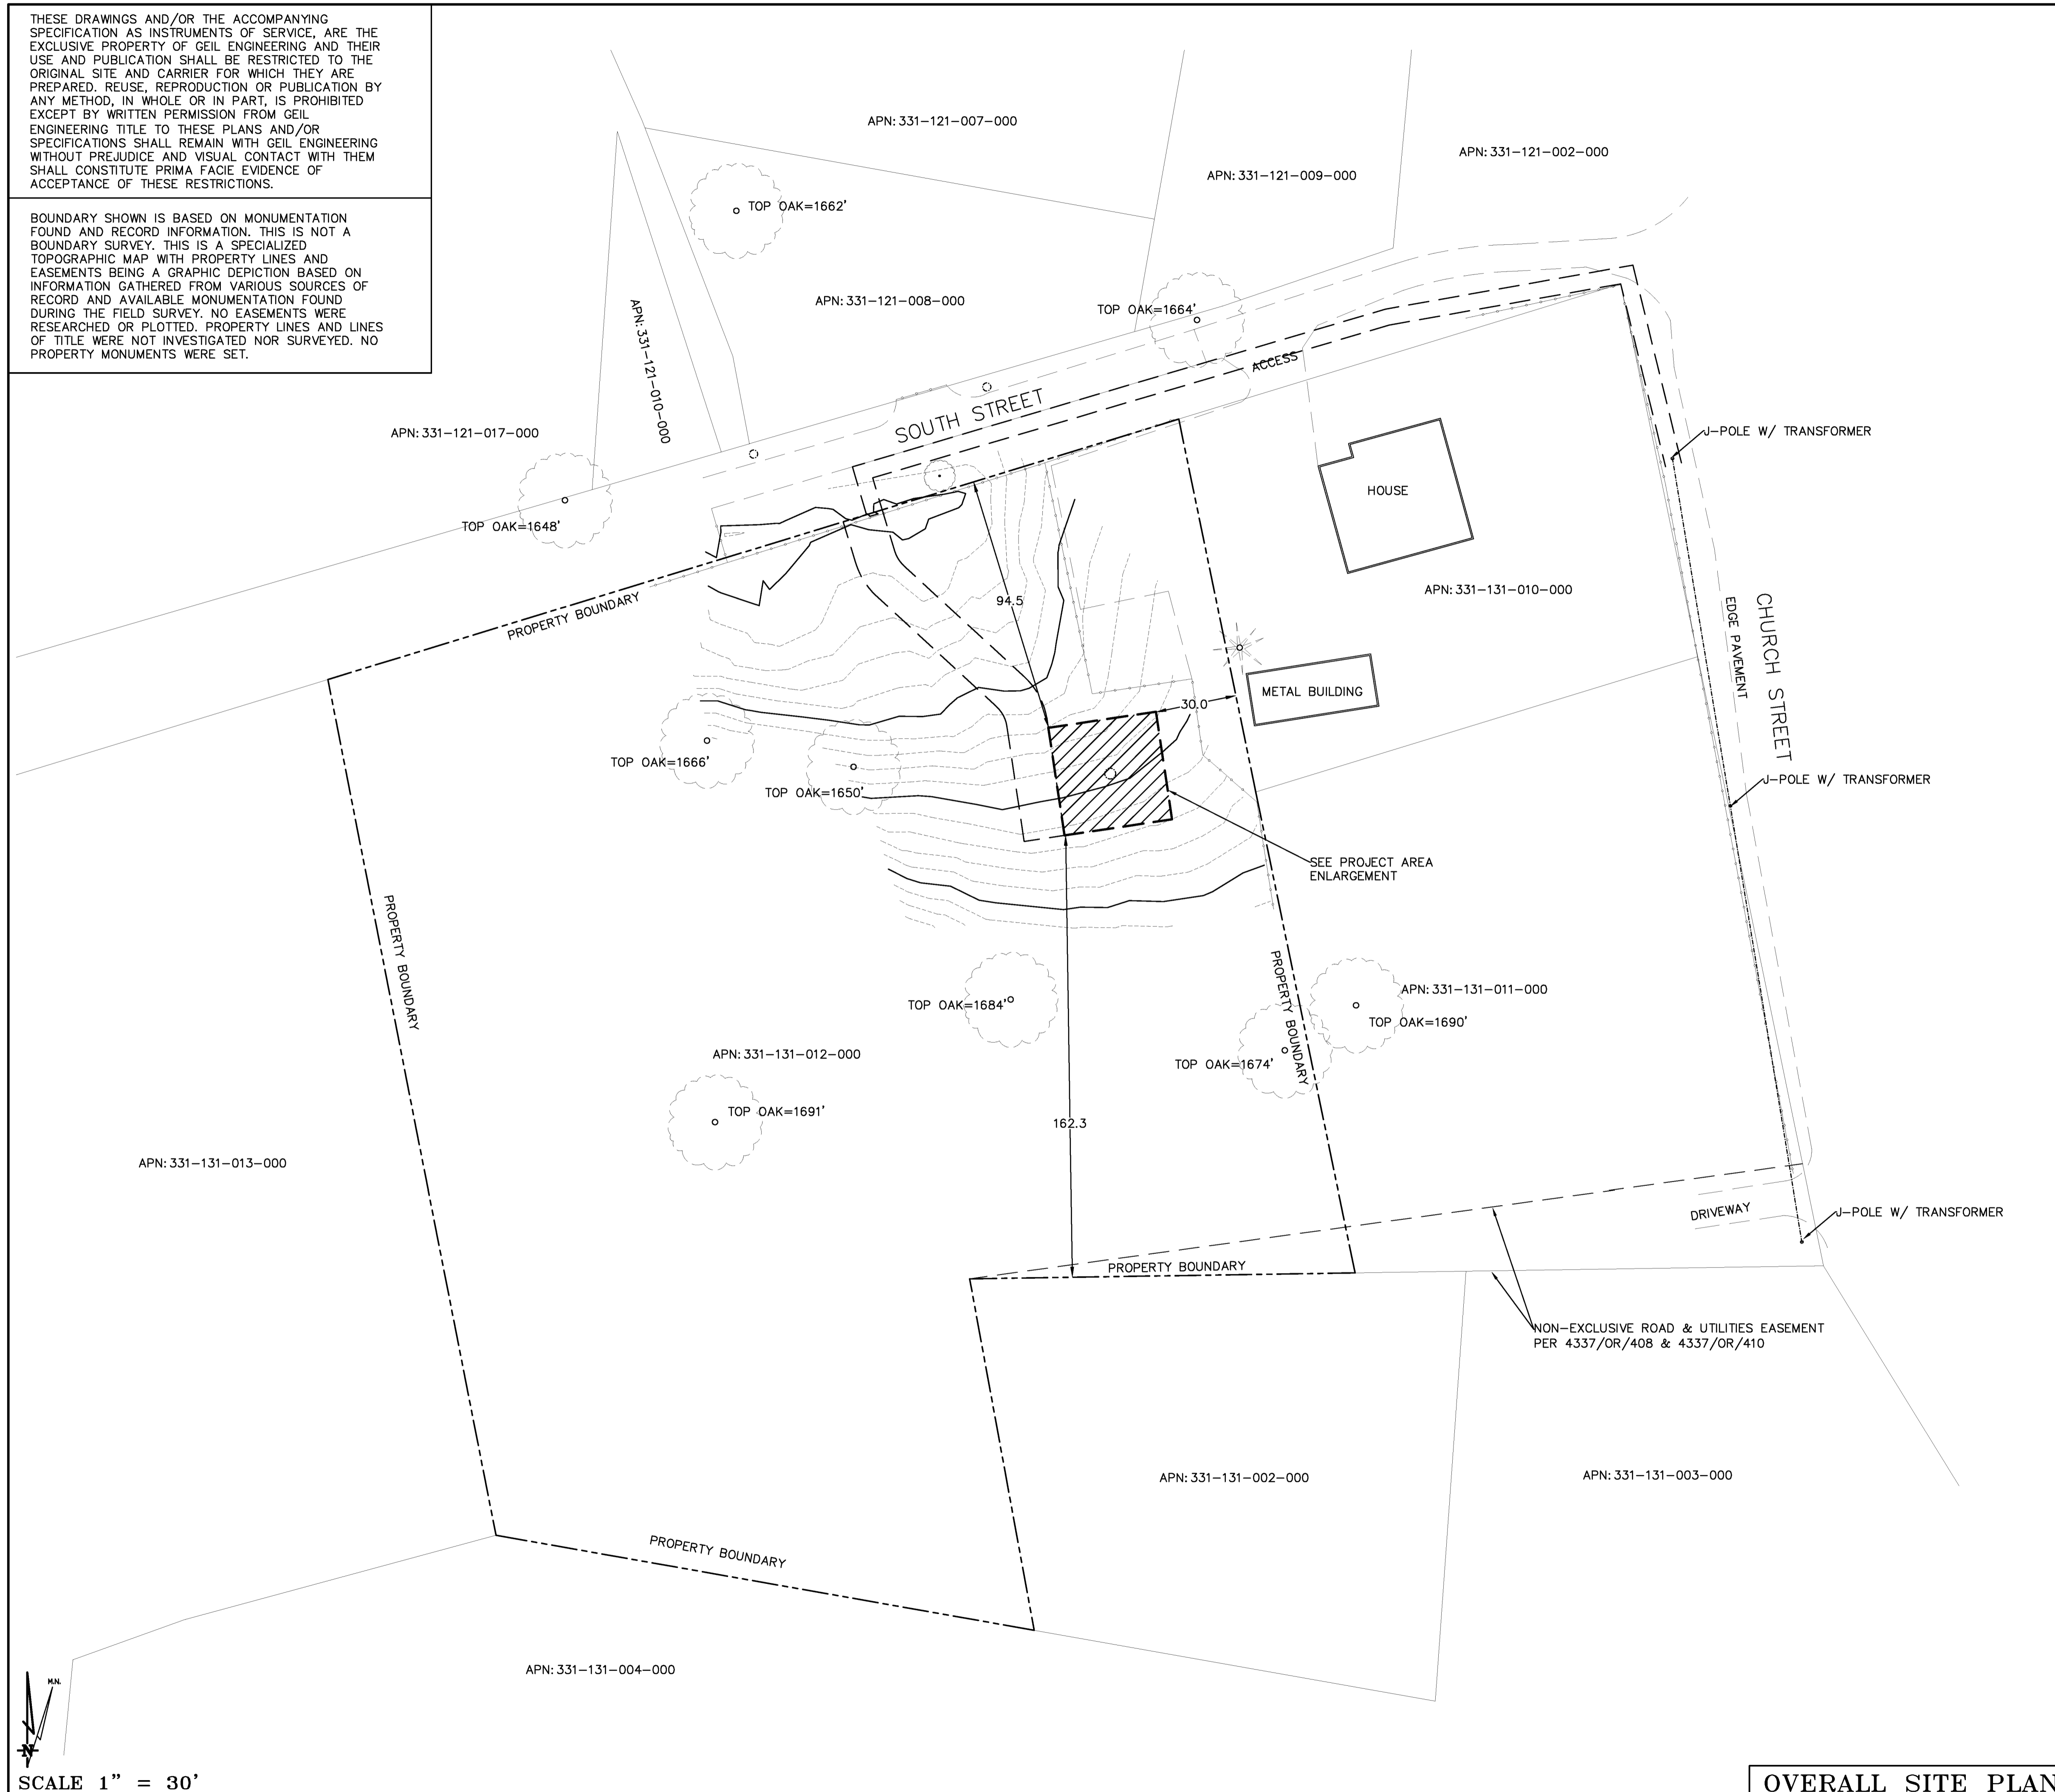 THESE DRAWINGS AND/OR THE ACCOMPANYING
SPECIFICATION AS INSTRUMENTS OF SERVICE, ARE THE
EXCLUSIVE PROPERTY OF GEIL ENGINEERING AND THEIR
USE AND PUBLICATION SHALL BE RESTRICTED TO THE
ORIGINAL SITE AND CARRIER FOR WHICH THEY ARE
PREPARED. REUSE, REPRODUCTION OR PUBLICATION BY
ANY METHOD, IN WHOLE OR IN PART, IS PROHIBITED
EXCEPT BY WRITTEN PERMISSION FROM GEIL
ENGINEERING TITLE TO THESE PLANS AND/OR
SPECIFICATIONS SHALL REMAIN WITH GEIL ENGINEERING
WITHOUT PREJUDICE AND VISUAL CONTACT WITH THEM
SHALL CONSTITUTE PRIMA FACIE EVIDENCE OF
ACCEPTANCE OF THESE RESTRICTIONS.
BOUNDARY SHOWN IS BASED ON MONUMENTATION
FOUND AND RECORD INFORMATION. THIS IS NOT A
BOUNDARY SURVEY. THIS IS A SPECIALIZED
TOPOGRAPHIC MAP WITH PROPERTY LINES AND
EASEMENTS BEING A GRAPHIC DEPICTION BASED ON
INFORMATION GATHERED FROM VARIOUS SOURCES OF
RECORD AND AVAILABLE MONUMENTATION FOUND
DURING THE FIELD SURVEY. NO EASEMENTS WERE
RESEARCHED OR PLOTTED. PROPERTY LINES AND LINES
OF TITLE WERE NOT INVESTIGATED NOR SURVEYED. NO
PROPERTY MONUMENTS WERE SET.
APN: 331-121-007-000
APN: 331-121-002-000
APN: 331-121-009-000
TOP OAK=1662'
APN: 331-121-008-000
TOP OAK=1664'
APN: 331-121-010-000
ACCESS
SOUTH STREET
APN: 331-121-017-000
J-POLE W/ TRANSFORMER
HOUSE
TOP OAK=1648'
APN: 331-131-010-000
94.5
PROPERTY BOUNDARY
EDGE PAVEMENT
CHURCH STREET
METAL BUILDING
30.0
TOP OAK=1666'
J-POLE W/ TRANSFORMER
TOP OAK=1650'
SEE PROJECT AREA
ENLARGEMENT
PROPERTY BOUNDARY
PROPERTY BOUNDARY
APN: 331-131-011-000
TOP OAK=1684'
TOP OAK=1690'
APN: 331-131-012-000
TOP OAK=1674'
TOP OAK=1691'
162.3
APN: 331-131-013-000
DRIVEWAY
J-POLE W/ TRANSFORMER
PROPERTY BOUNDARY
NON-EXCLUSIVE ROAD & UTILITIES EASEMENT
PER 4337/OR/408 & 4337/OR/410
APN: 331-131-002-000
APN: 331-131-003-000
PROPERTY BOUNDARY
APN: 331-131-004-000
M.N.
N
SCALE 1" = 30'
OVERALL SITE PLAN